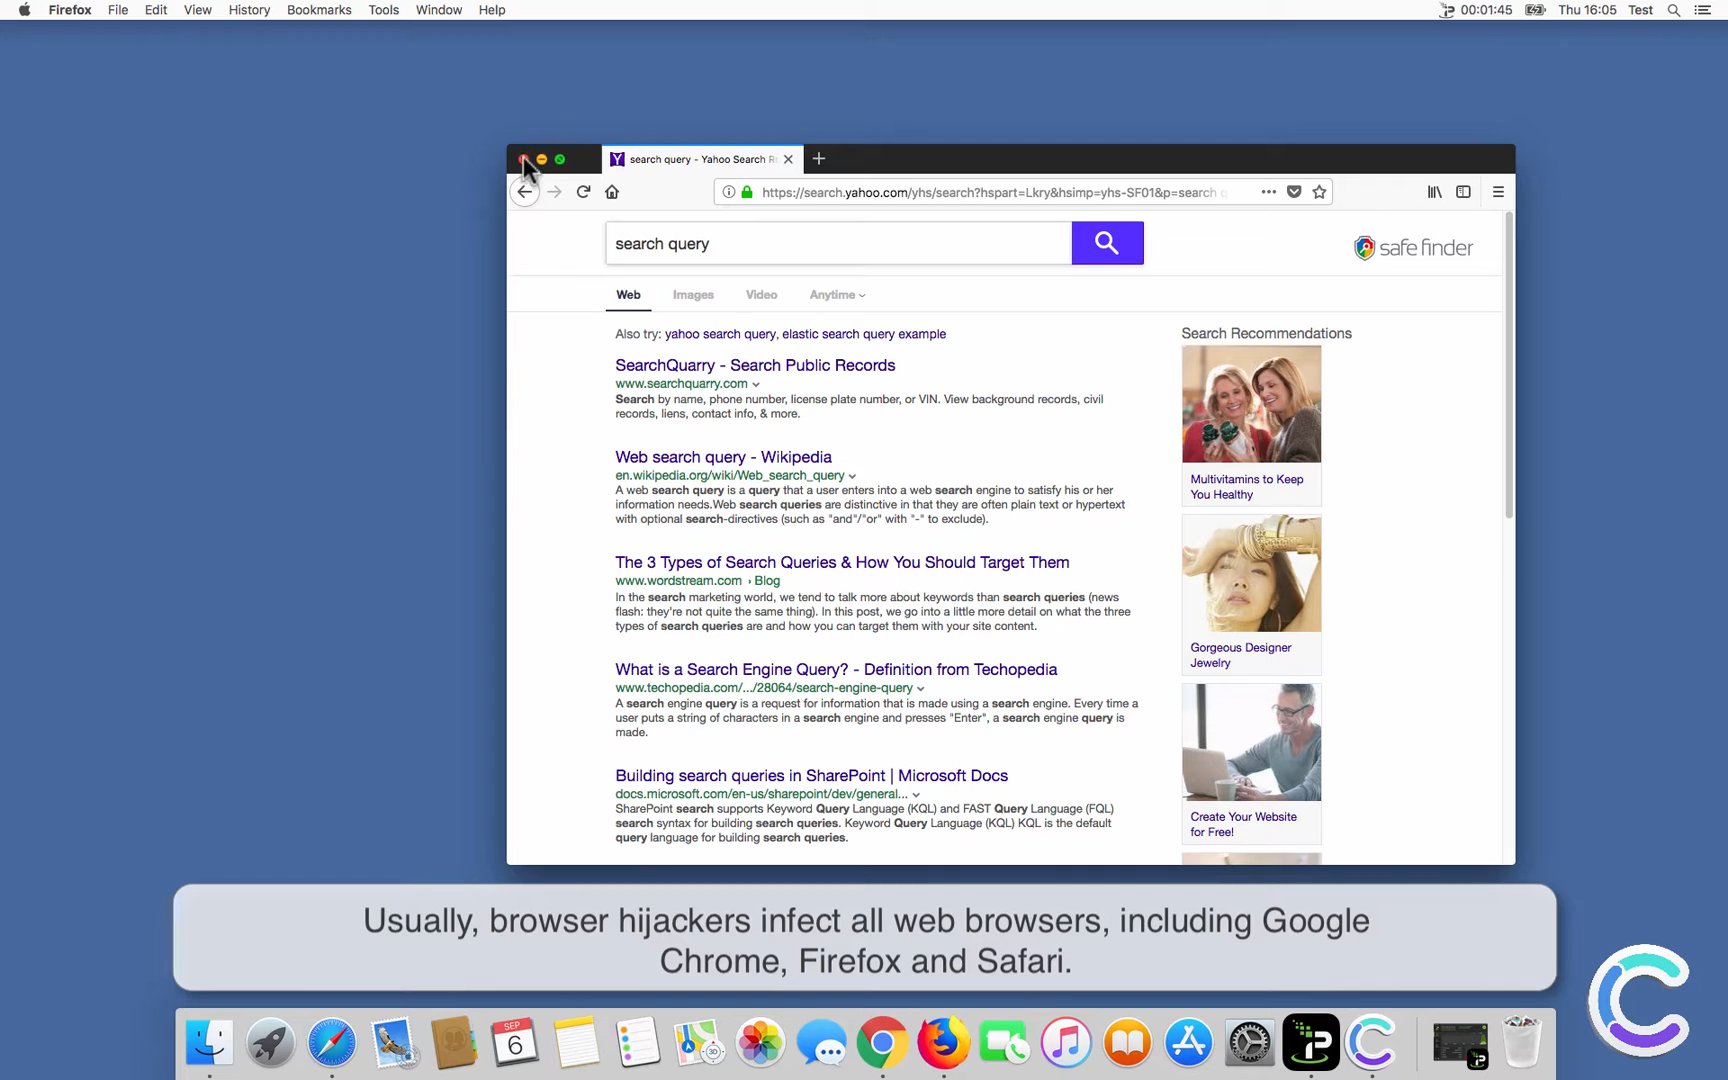 Firefox File Edit View History Bookmarks Tools Window Help 00:01:45 Thu 16:05 Test
search query - Yahoo Search Re
https://search.yahoo.com/yhs/search?hspart=Lkry&hsimp=yhs-SF01&p=search q
search query
safe finder
Web Images Video Anytime
Also try: yahoo search query, elastic search query example
SearchQuarry - Search Public Records
www.searchquarry.com
Search by name, phone number, license plate number, or VIN. View background records, civil
records, liens, contact info, & more.
Web search query - Wikipedia
en.wikipedia.org/wiki/Web_search_query
A web search query is a query that a user enters into a web search engine to satisfy his or her
information needs.Web search queries are distinctive in that they are often plain text or hypertext
with optional search-directives (such as "and"/"or" with "-" to exclude).
The 3 Types of Search Queries & How You Should Target Them
www.wordstream.com › Blog
In the search marketing world, we tend to talk more about keywords than search queries (news
flash: they're not quite the same thing). In this post, we go into a little more detail on what the three
types of search queries are and how you can target them with your site content.
What is a Search Engine Query? - Definition from Techopedia
www.techopedia.com/.../28064/search-engine-query
A search engine query is a request for information that is made using a search engine. Every time a
user puts a string of characters in a search engine and presses "Enter", a search engine query is
made.
Building search queries in SharePoint | Microsoft Docs
docs.microsoft.com/en-us/sharepoint/dev/general...
SharePoint search supports Keyword Query Language (KQL) and FAST Query Language (FQL)
search syntax for building search queries. Keyword Query Language (KQL) KQL is the default
query language for building search queries.
Search Recommendations
Multivitamins to Keep
You Healthy
Gorgeous Designer
Jewelry
Create Your Website
for Free!
Usually, browser hijackers infect all web browsers, including Google
Chrome, Firefox and Safari.
SEP
6
3D